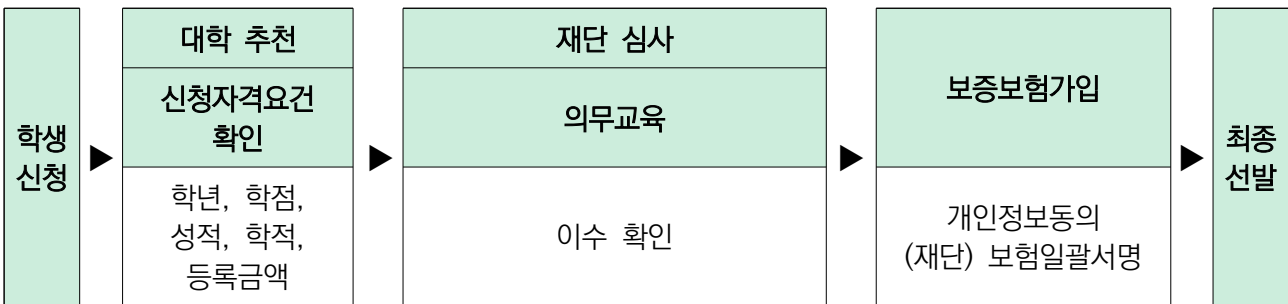 학생
신청
▶
대학 추천
신청자격요건
확인
학년, 학점,
성적, 학적,
등록금액
▶
재단 심사
의무교육
이수 확인
▶
보증보험가입
개인정보동의
(재단) 보험일괄서명
▶
최종
선발